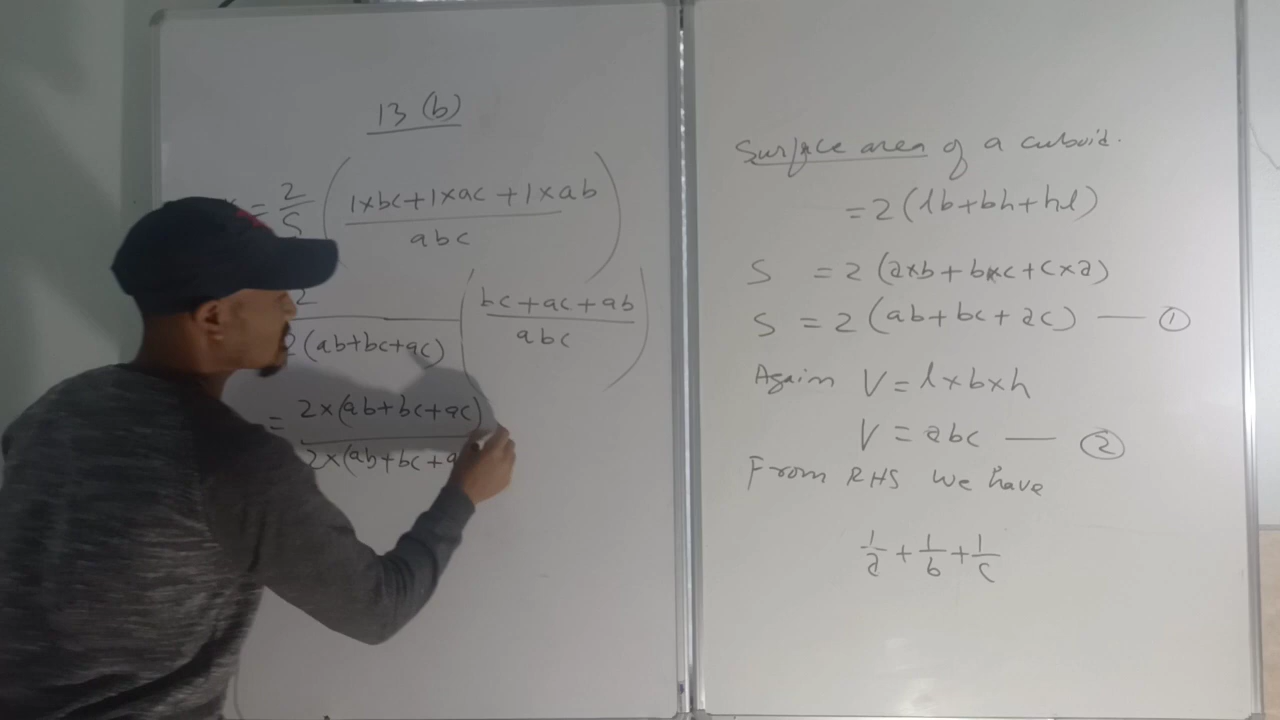 13 (b)
= 2/S ( (1×bc+1×ac+1×ab)/abc )
2/(2(ab+bc+ac)) ( (bc+ac+ab)/abc )
= (2×(ab+bc+ac))/(2×(ab+bc+a
Surface area of a cuboid.
= 2(lb+bh+hl)
S = 2(a×b+b×c+c×a)
S = 2(ab+bc+ac) — ①
Again V = l×b×h
V = abc — ②
From RHS we have
1/a + 1/b + 1/c